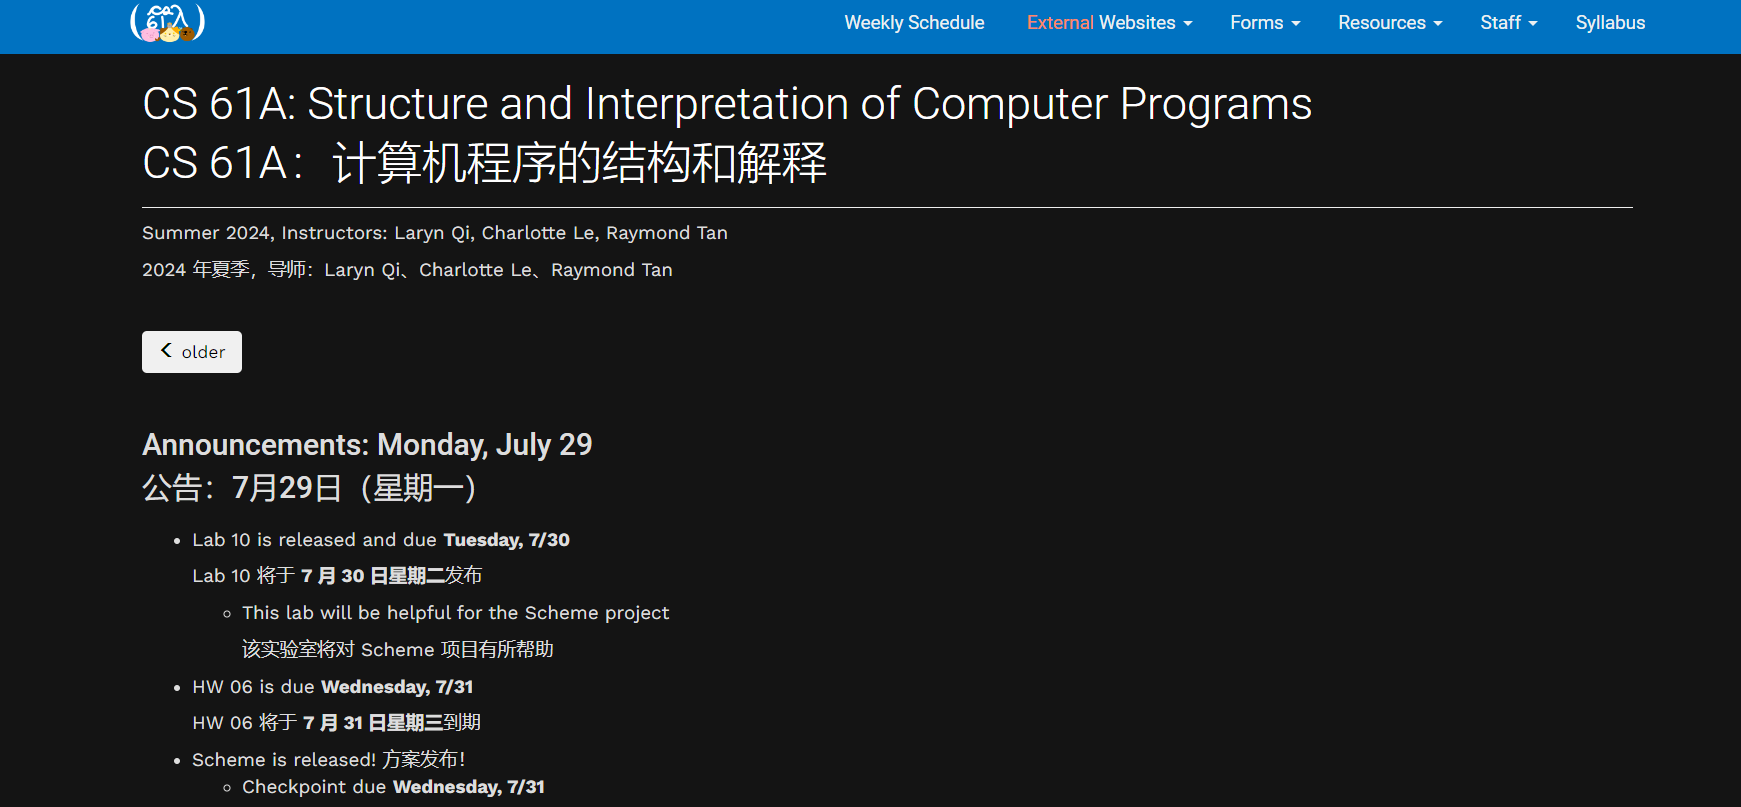 CS 61A
Weekly Schedule External Websites Forms Resources Staff Syllabus
CS 61A: Structure and Interpretation of Computer Programs
CS 61A：计算机程序的结构和解释
Summer 2024, Instructors: Laryn Qi, Charlotte Le, Raymond Tan
2024 年夏季，导师：Laryn Qi、Charlotte Le、Raymond Tan
older
Announcements: Monday, July 29
公告：7月29日（星期一）
Lab 10 is released and due Tuesday, 7/30
Lab 10 将于 7 月 30 日星期二发布
This lab will be helpful for the Scheme project
该实验室将对 Scheme 项目有所帮助
HW 06 is due Wednesday, 7/31
HW 06 将于 7 月 31 日星期三到期
Scheme is released! 方案发布！
Checkpoint due Wednesday, 7/31